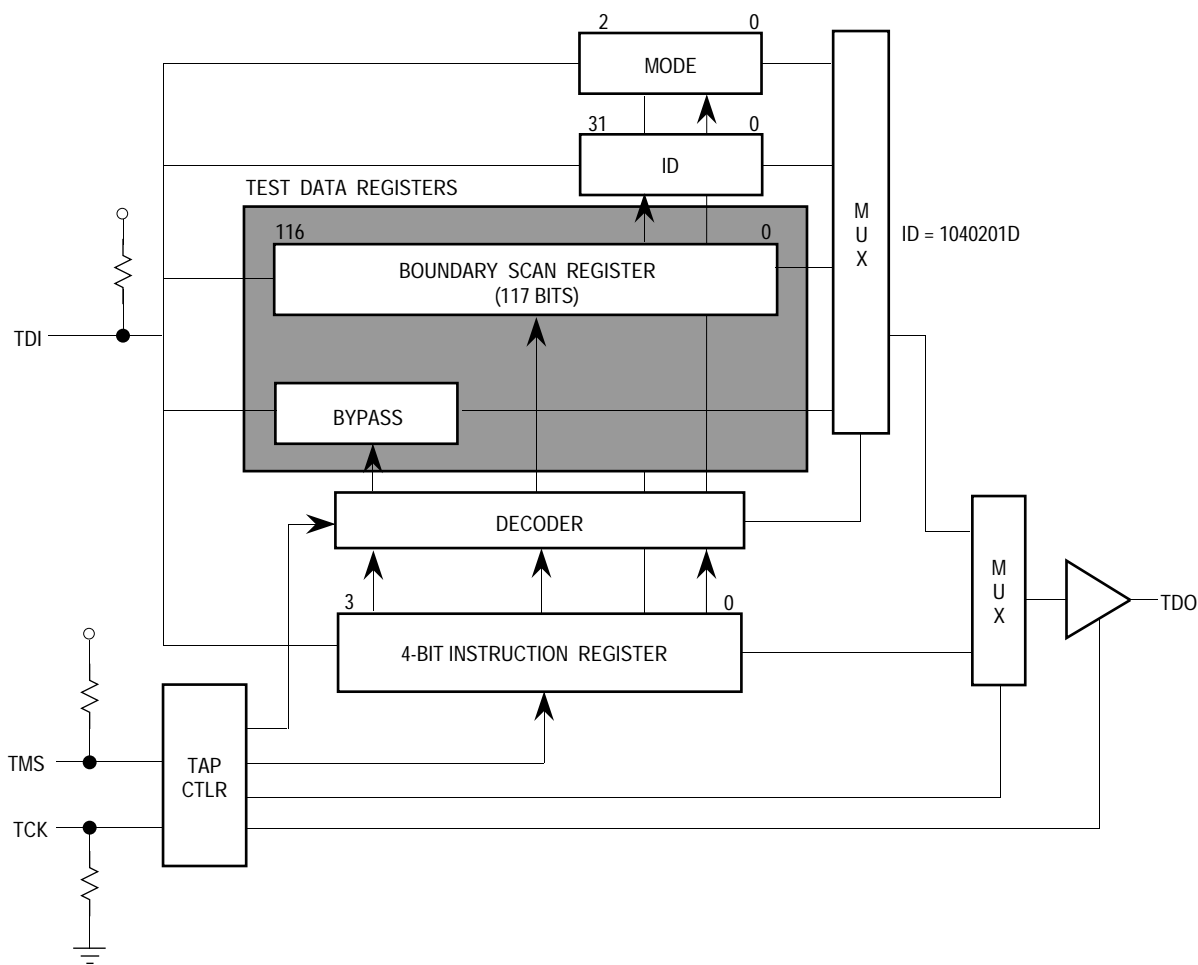 2 0
MODE
31 0
ID
TEST DATA REGISTERS
116 0
BOUNDARY SCAN REGISTER
(117 BITS)
M
U
X
ID = 1040201D
TDI
BYPASS
DECODER
3 0
4-BIT INSTRUCTION REGISTER
M
U
X
TDO
TMS
TAP
CTLR
TCK